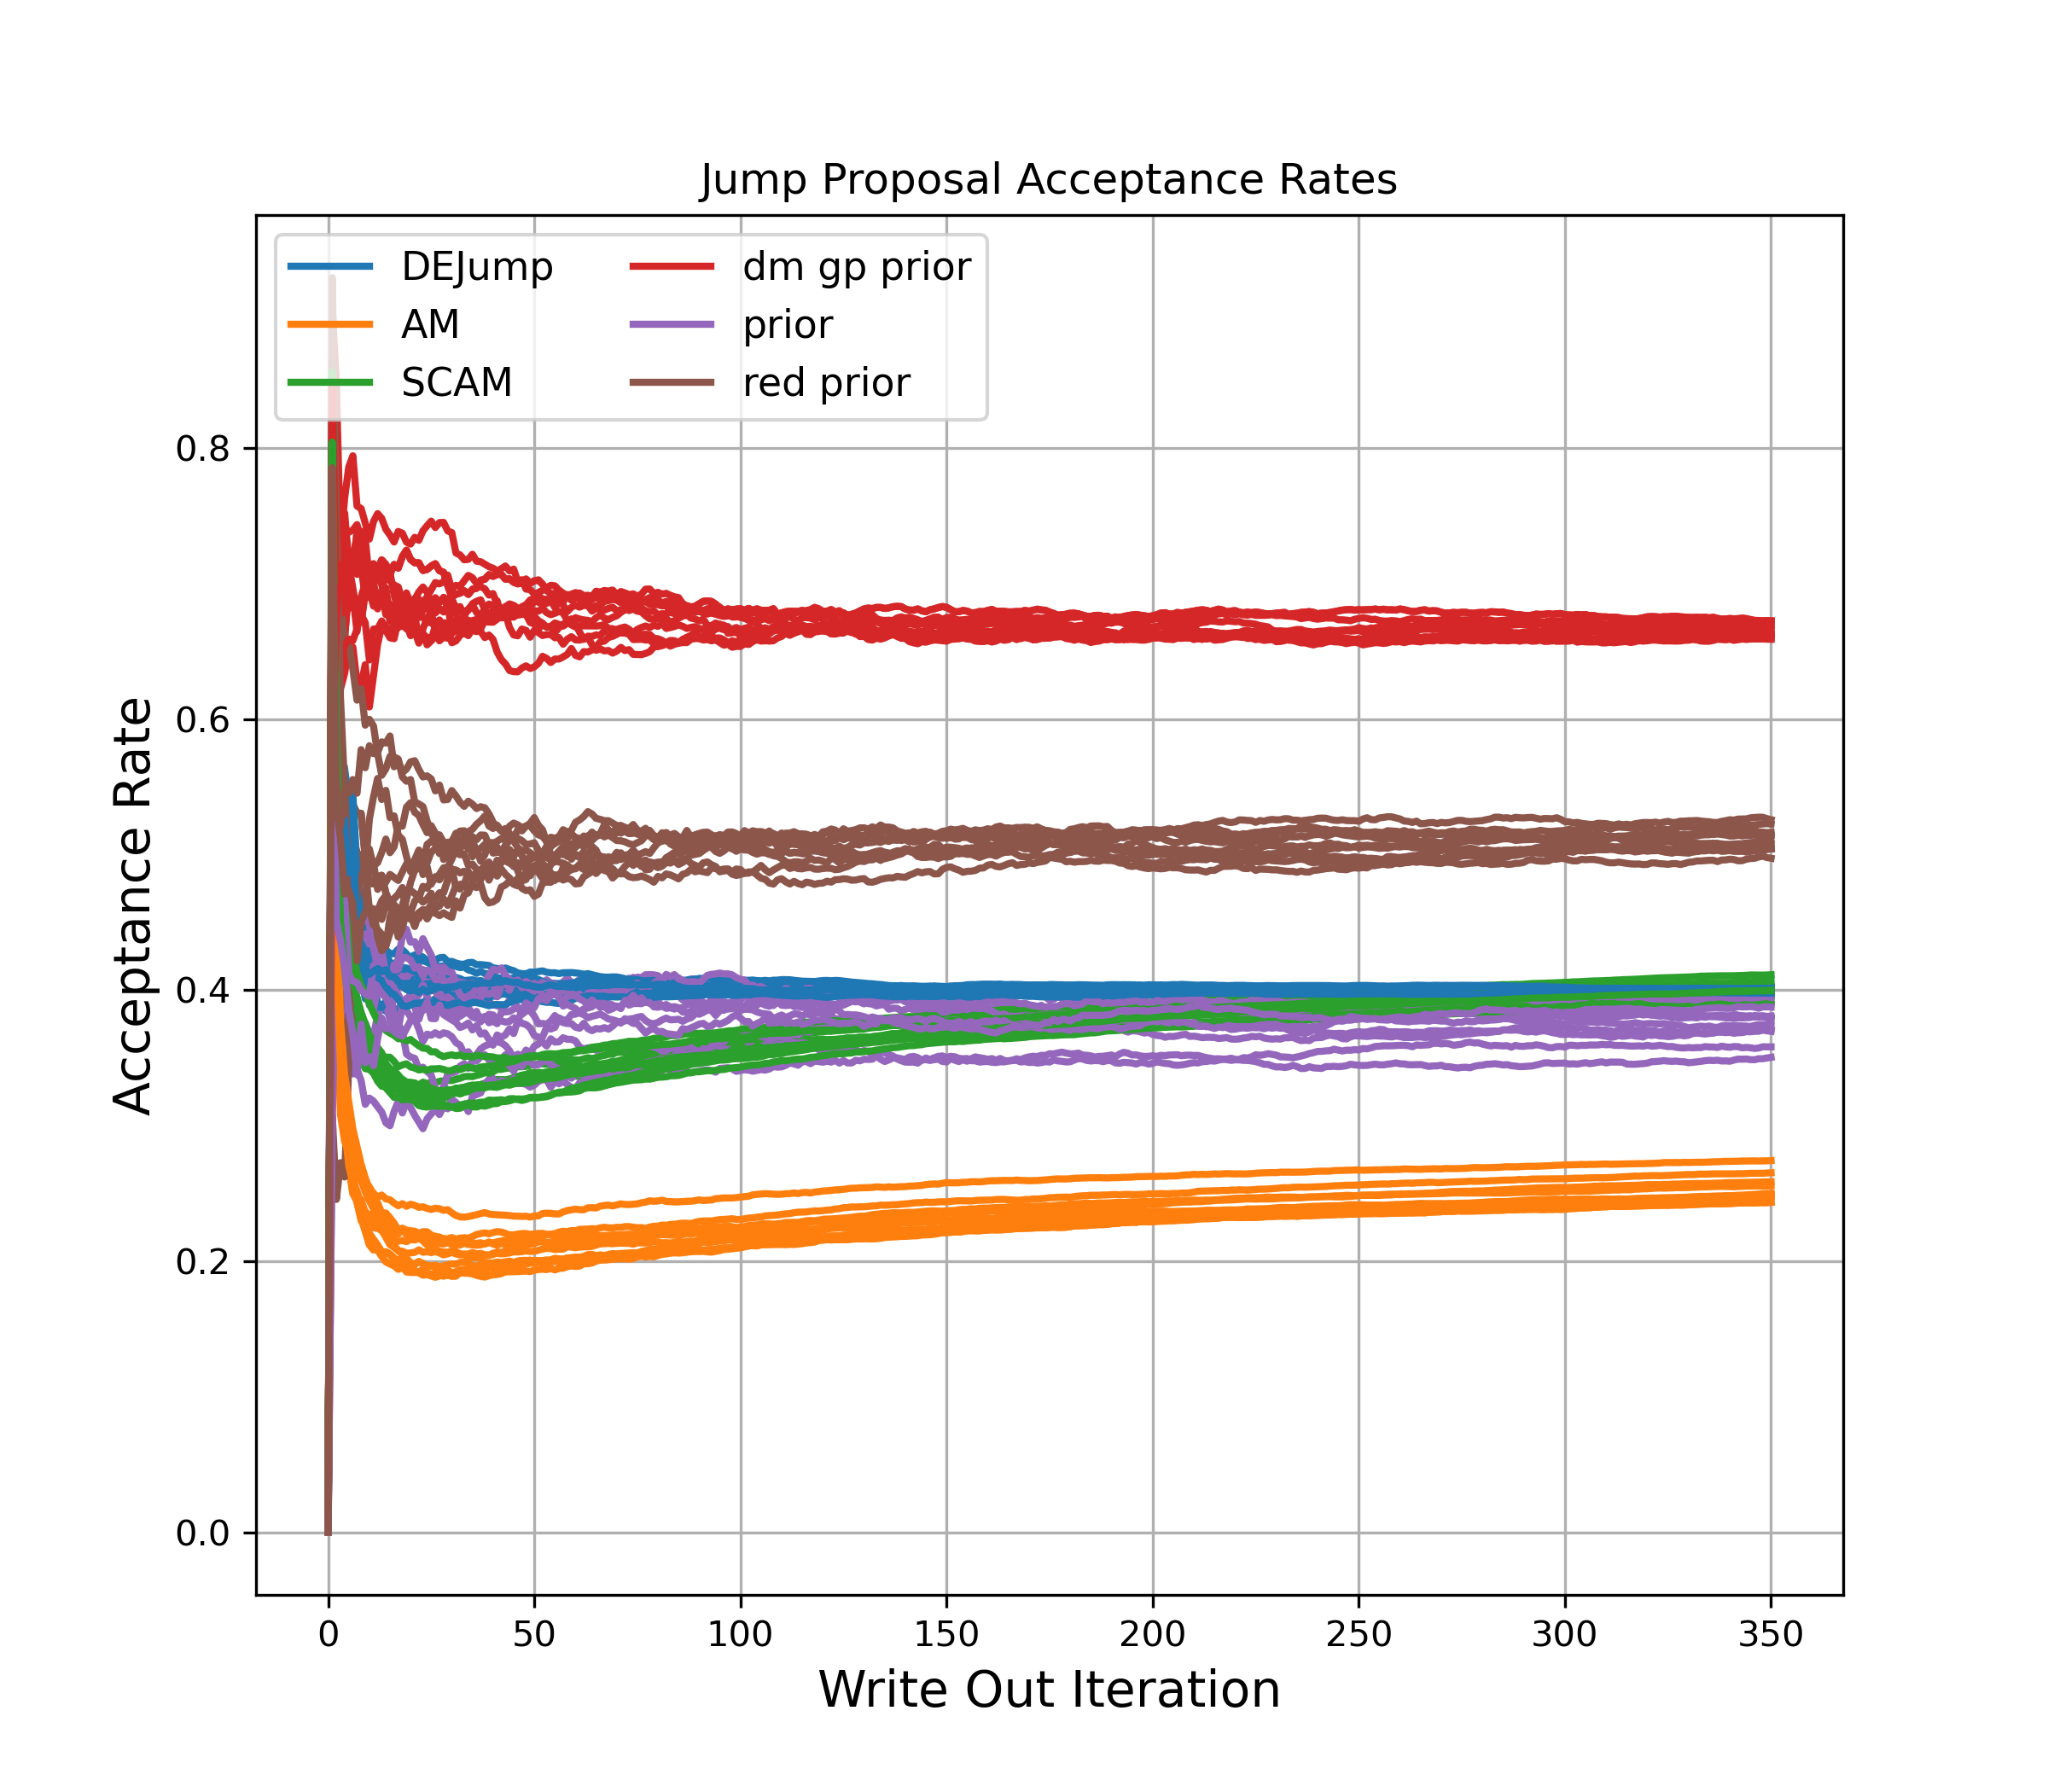 Jump Proposal Acceptance Rates
DEJump
AM
SCAM
dm gp prior
prior
red prior
Acceptance Rate
0.8
0.6
0.4
0.2
0.0
0 50 100 150 200 250 300 350
Write Out Iteration